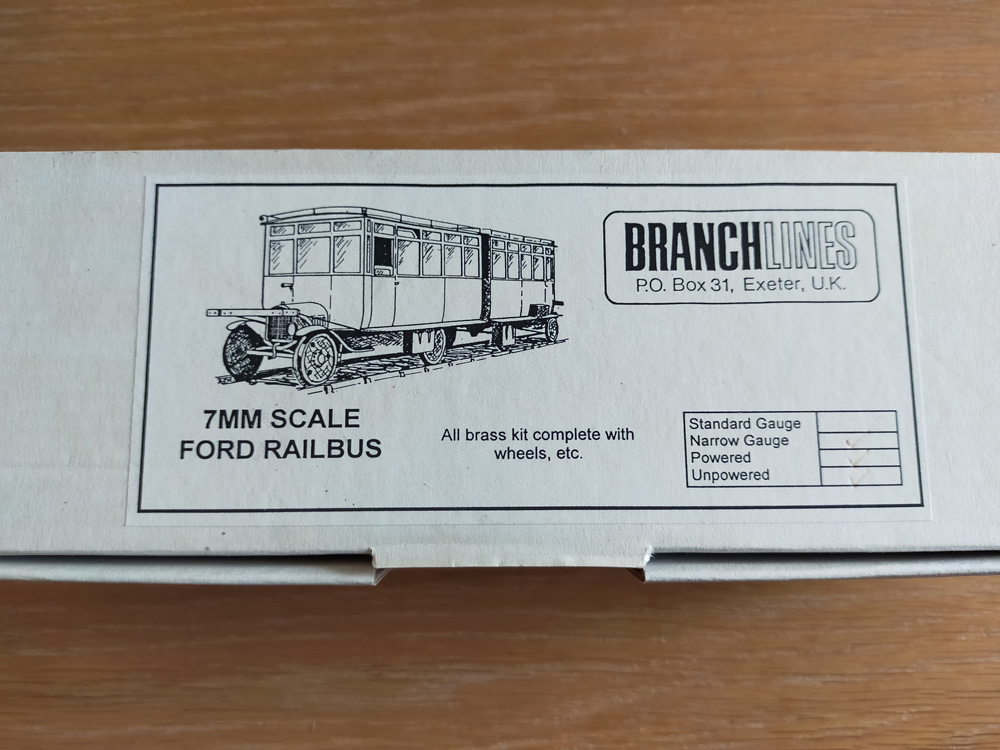 BRANCHLINES
P.O. Box 31, Exeter, U.K.
7MM SCALE
FORD RAILBUS
All brass kit complete with
wheels, etc.
Standard Gauge
Narrow Gauge ✓
Powered ✓
Unpowered ✓